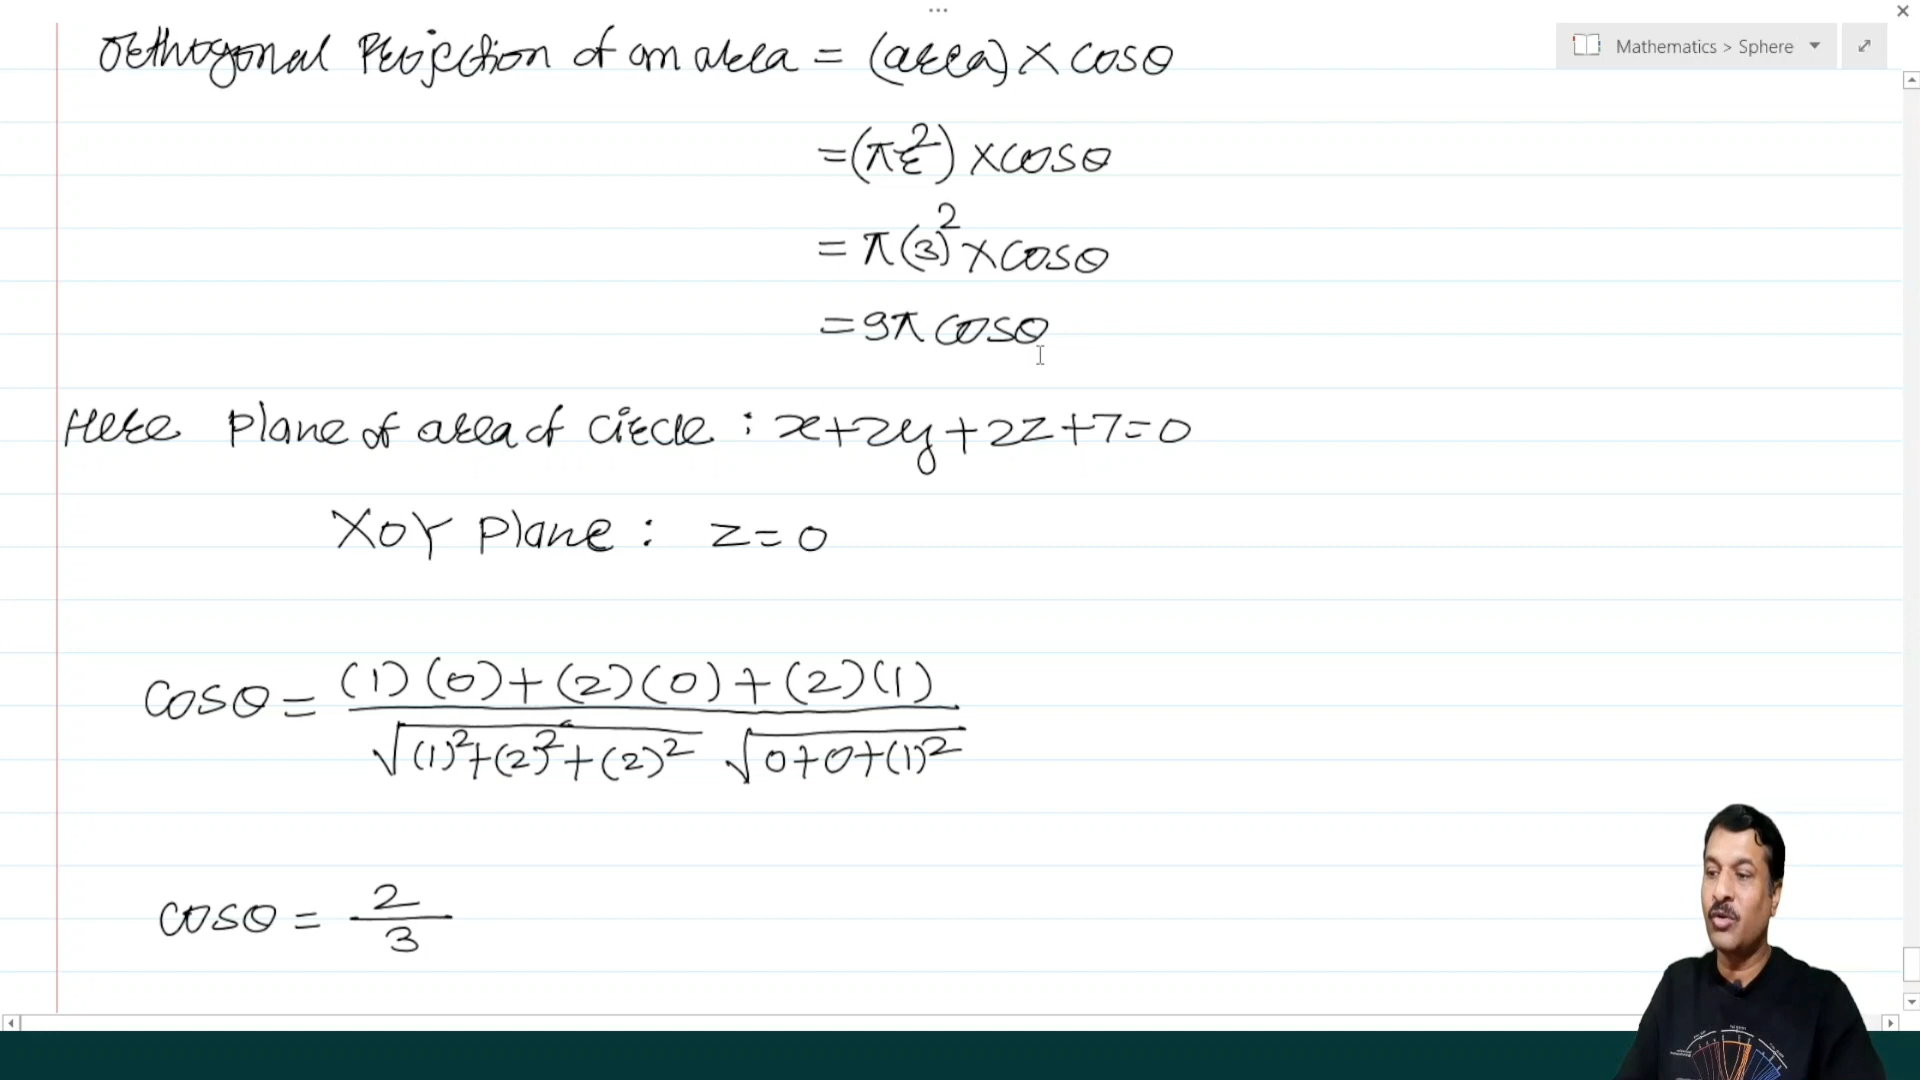 ...
Mathematics > Sphere
Orthogonal Projection of an area = (area) × cosθ
= (πr²) × cosθ
= π(3)² × cosθ
= 9π cosθ
Here Plane of area of circle : x+2y+2z+7=0
XOY Plane : z=0
cosθ = (1)(0)+(2)(0)+(2)(1)
√(1)²+(2)²+(2)² √0+0+(1)²
cosθ = 2
3